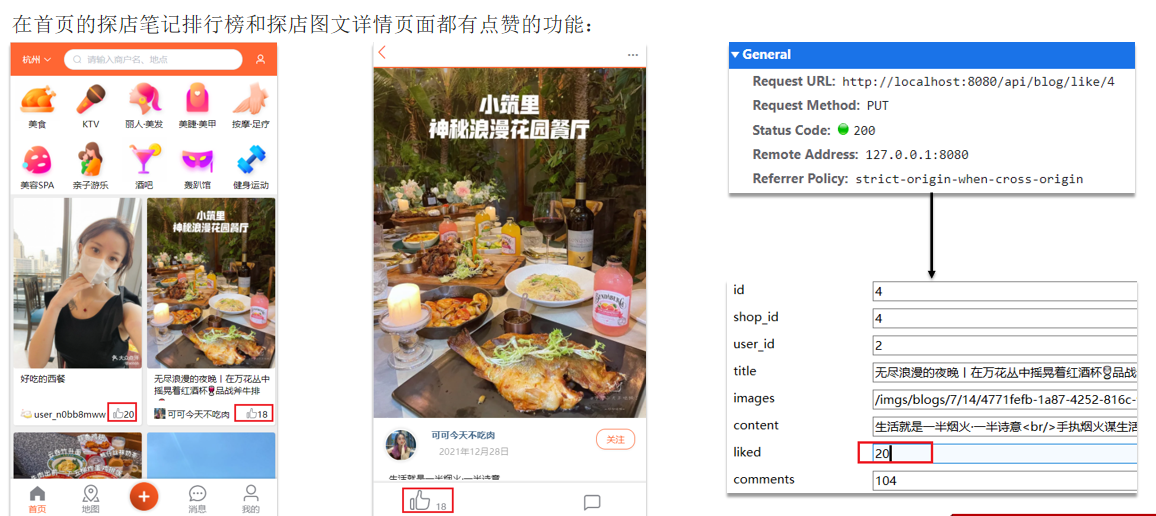 在首页的探店笔记排行榜和探店图文详情页面都有点赞的功能：
杭州
请输入商户名、地点
美食
KTV
丽人·美发
美睫·美甲
按摩·足疗
美容SPA
亲子游乐
酒吧
轰趴馆
健身运动
小筑里
神秘浪漫花园餐厅
好吃的西餐
无尽浪漫的夜晚丨在万花丛中
摇晃着红酒杯🍷品战斧牛排
user_n0bb8mww
20
可可今天不吃肉
18
首页
地图
消息
我的
小筑里
神秘浪漫花园餐厅
可可今天不吃肉
2021年12月28日
关注
生活就是一半烟火·一半诗意
18
General
Request URL: http://localhost:8080/api/blog/like/4
Request Method: PUT
Status Code: 200
Remote Address: 127.0.0.1:8080
Referrer Policy: strict-origin-when-cross-origin
id 4
shop_id 4
user_id 2
title 无尽浪漫的夜晚丨在万花丛中摇晃着红酒杯🍷品战
images /imgs/blogs/7/14/4771fefb-1a87-4252-816c-
content 生活就是一半烟火·一半诗意<br/>手执烟火谋生活
liked 20
comments 104